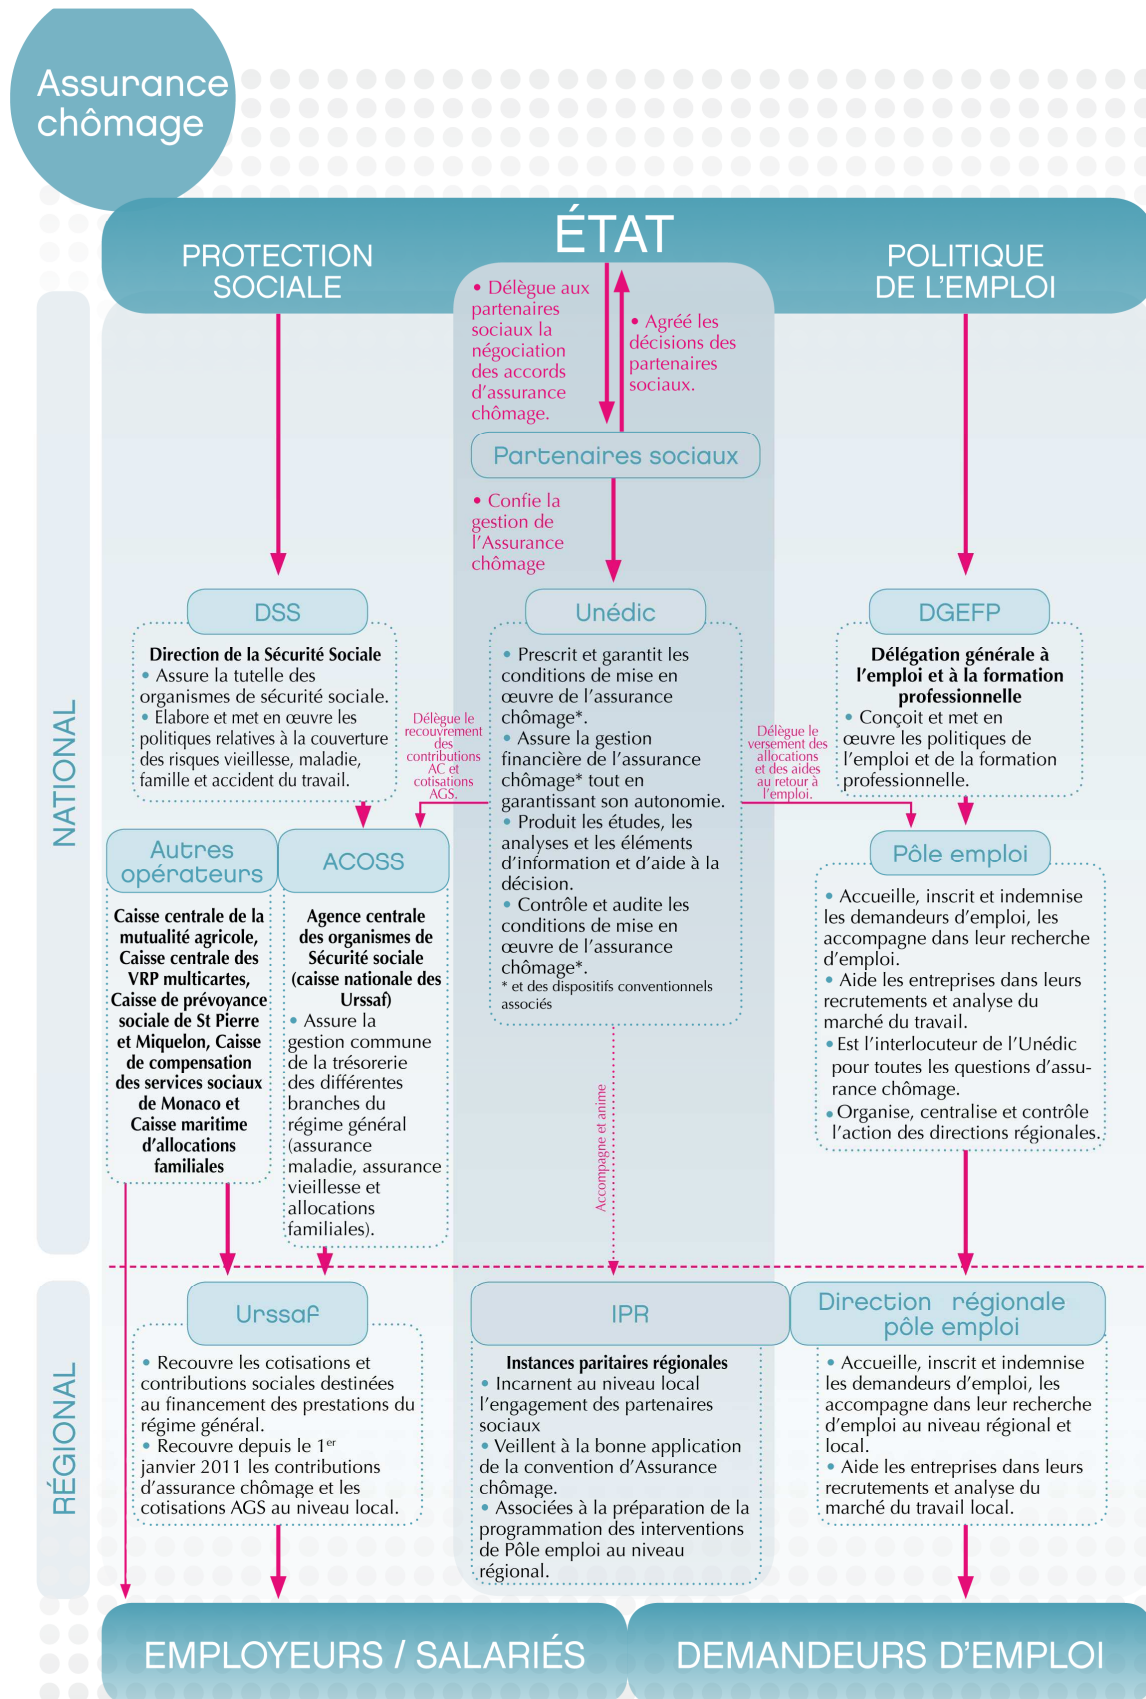 Assurance
chômage
ÉTAT
PROTECTION
SOCIALE
POLITIQUE
DE L'EMPLOI
• Délègue aux
partenaires
sociaux la
négociation
des accords
d'assurance
chômage.
• Agréé les
décisions des
partenaires
sociaux.
Partenaires sociaux
• Confie la
gestion de
l'Assurance
chômage
NATIONAL
DSS
Direction de la Sécurité Sociale
• Assure la tutelle des
organismes de sécurité sociale.
• Elabore et met en œuvre les
politiques relatives à la couverture
des risques vieillesse, maladie,
famille et accident du travail.
Délègue le
recouvrement
des
contributions
AC et
cotisations
AGS.
Unédic
• Prescrit et garantit les
conditions de mise en
œuvre de l'assurance
chômage*.
• Assure la gestion
financière de l'assurance
chômage* tout en
garantissant son autonomie.
• Produit les études, les
analyses et les éléments
d'information et d'aide à la
décision.
• Contrôle et audite les
conditions de mise en
œuvre de l'assurance
chômage*.
* et des dispositifs conventionnels
associés
Délègue le
versement des
allocations
et des aides
au retour à
l'emploi.
DGEFP
Délégation générale à
l'emploi et à la formation
professionnelle
• Conçoit et met en
œuvre les politiques de
l'emploi et de la formation
professionnelle.
Autres
opérateurs
Caisse centrale de la
mutualité agricole,
Caisse centrale des
VRP multicartes,
Caisse de prévoyance
sociale de St Pierre
et Miquelon, Caisse
de compensation
des services sociaux
de Monaco et
Caisse maritime
d'allocations
familiales
ACOSS
Agence centrale
des organismes de
Sécurité sociale
(caisse nationale des
Urssaf)
• Assure la
gestion commune
de la trésorerie
des différentes
branches du
régime général
(assurance
maladie, assurance
vieillesse et
allocations
familiales).
Accompagne et anime
Pôle emploi
• Accueille, inscrit et indemnise
les demandeurs d'emploi, les
accompagne dans leur recherche
d'emploi.
• Aide les entreprises dans leurs
recrutements et analyse du
marché du travail.
• Est l'interlocuteur de l'Unédic
pour toutes les questions d'assu-
rance chômage.
• Organise, centralise et contrôle
l'action des directions régionales.
RÉGIONAL
Urssaf
• Recouvre les cotisations et
contributions sociales destinées
au financement des prestations du
régime général.
• Recouvre depuis le 1er
janvier 2011 les contributions
d'assurance chômage et les
cotisations AGS au niveau local.
IPR
Instances paritaires régionales
• Incarnent au niveau local
l'engagement des partenaires
sociaux
• Veillent à la bonne application
de la convention d'Assurance
chômage.
• Associées à la préparation de la
programmation des interventions
de Pôle emploi au niveau
régional.
Direction régionale
pôle emploi
• Accueille, inscrit et indemnise
les demandeurs d'emploi, les
accompagne dans leur recherche
d'emploi au niveau régional et
local.
• Aide les entreprises dans leurs
recrutements et analyse du
marché du travail local.
EMPLOYEURS / SALARIÉS
DEMANDEURS D'EMPLOI